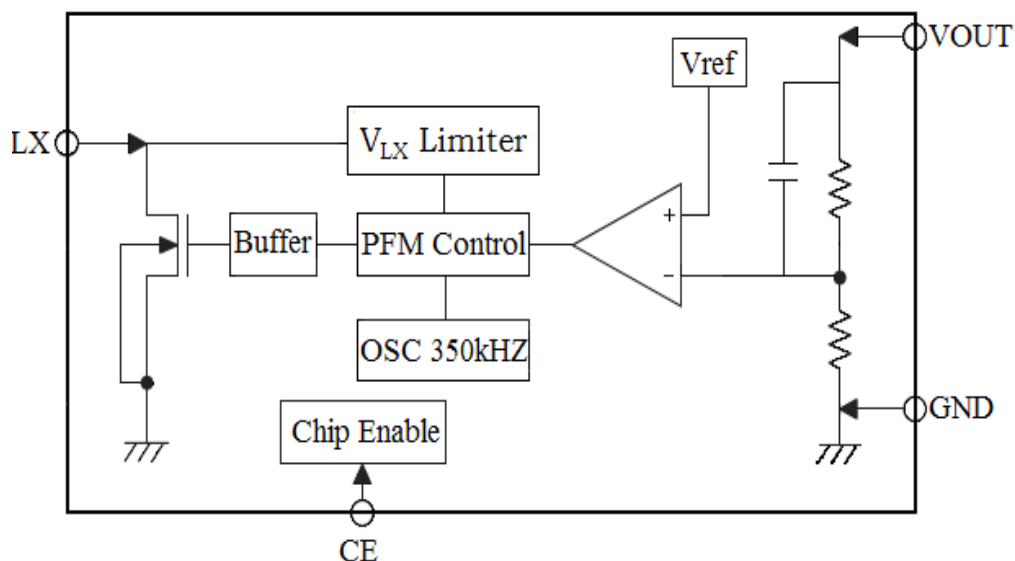 VOUT
Vref
LX
VLX Limiter
+
Buffer
PFM Control
−
OSC 350kHZ
GND
Chip Enable
CE